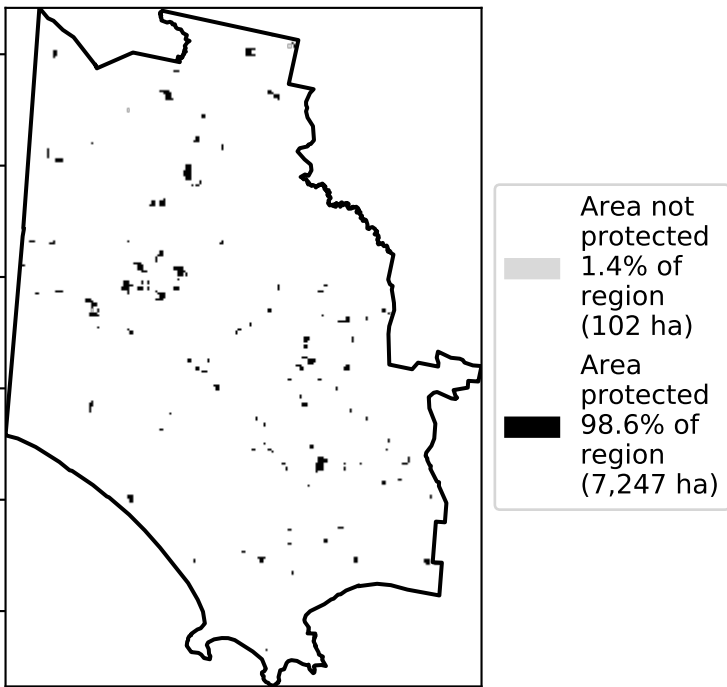 Area not
protected
1.4% of
region
(102 ha)
Area
protected
98.6% of
region
(7,247 ha)